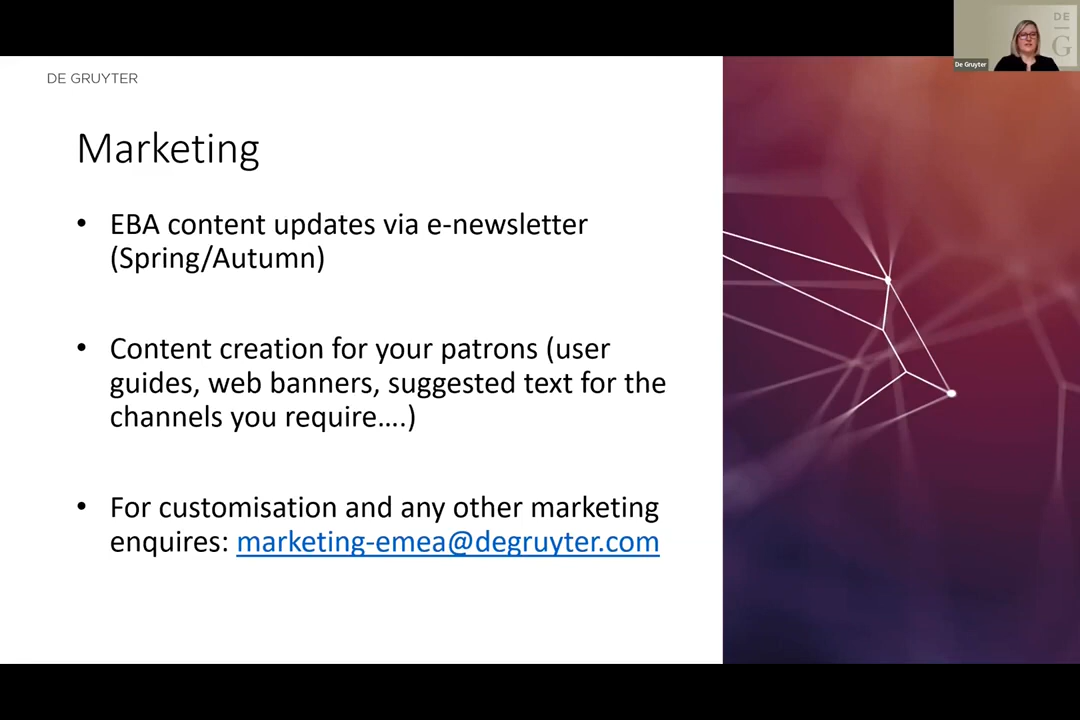 DE
G
De Gruyter
DE GRUYTER
Marketing
• EBA content updates via e-newsletter
(Spring/Autumn)
• Content creation for your patrons (user
guides, web banners, suggested text for the
channels you require....)
• For customisation and any other marketing
enquires: marketing-emea@degruyter.com